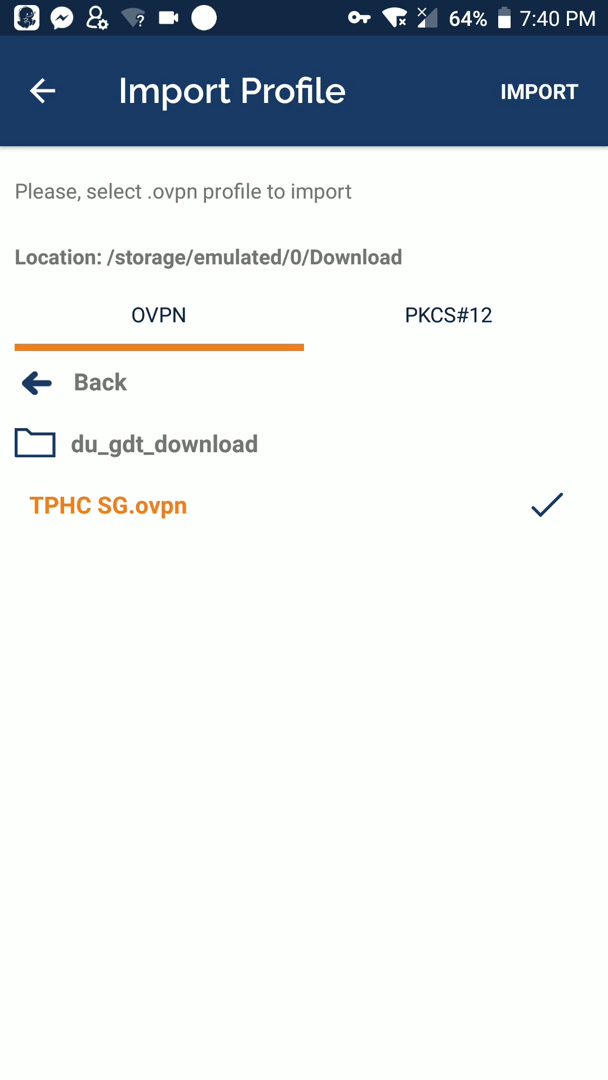 64% 7:40 PM
Import Profile IMPORT
Please, select .ovpn profile to import
Location: /storage/emulated/0/Download
OVPN PKCS#12
Back
du_gdt_download
TPHC SG.ovpn